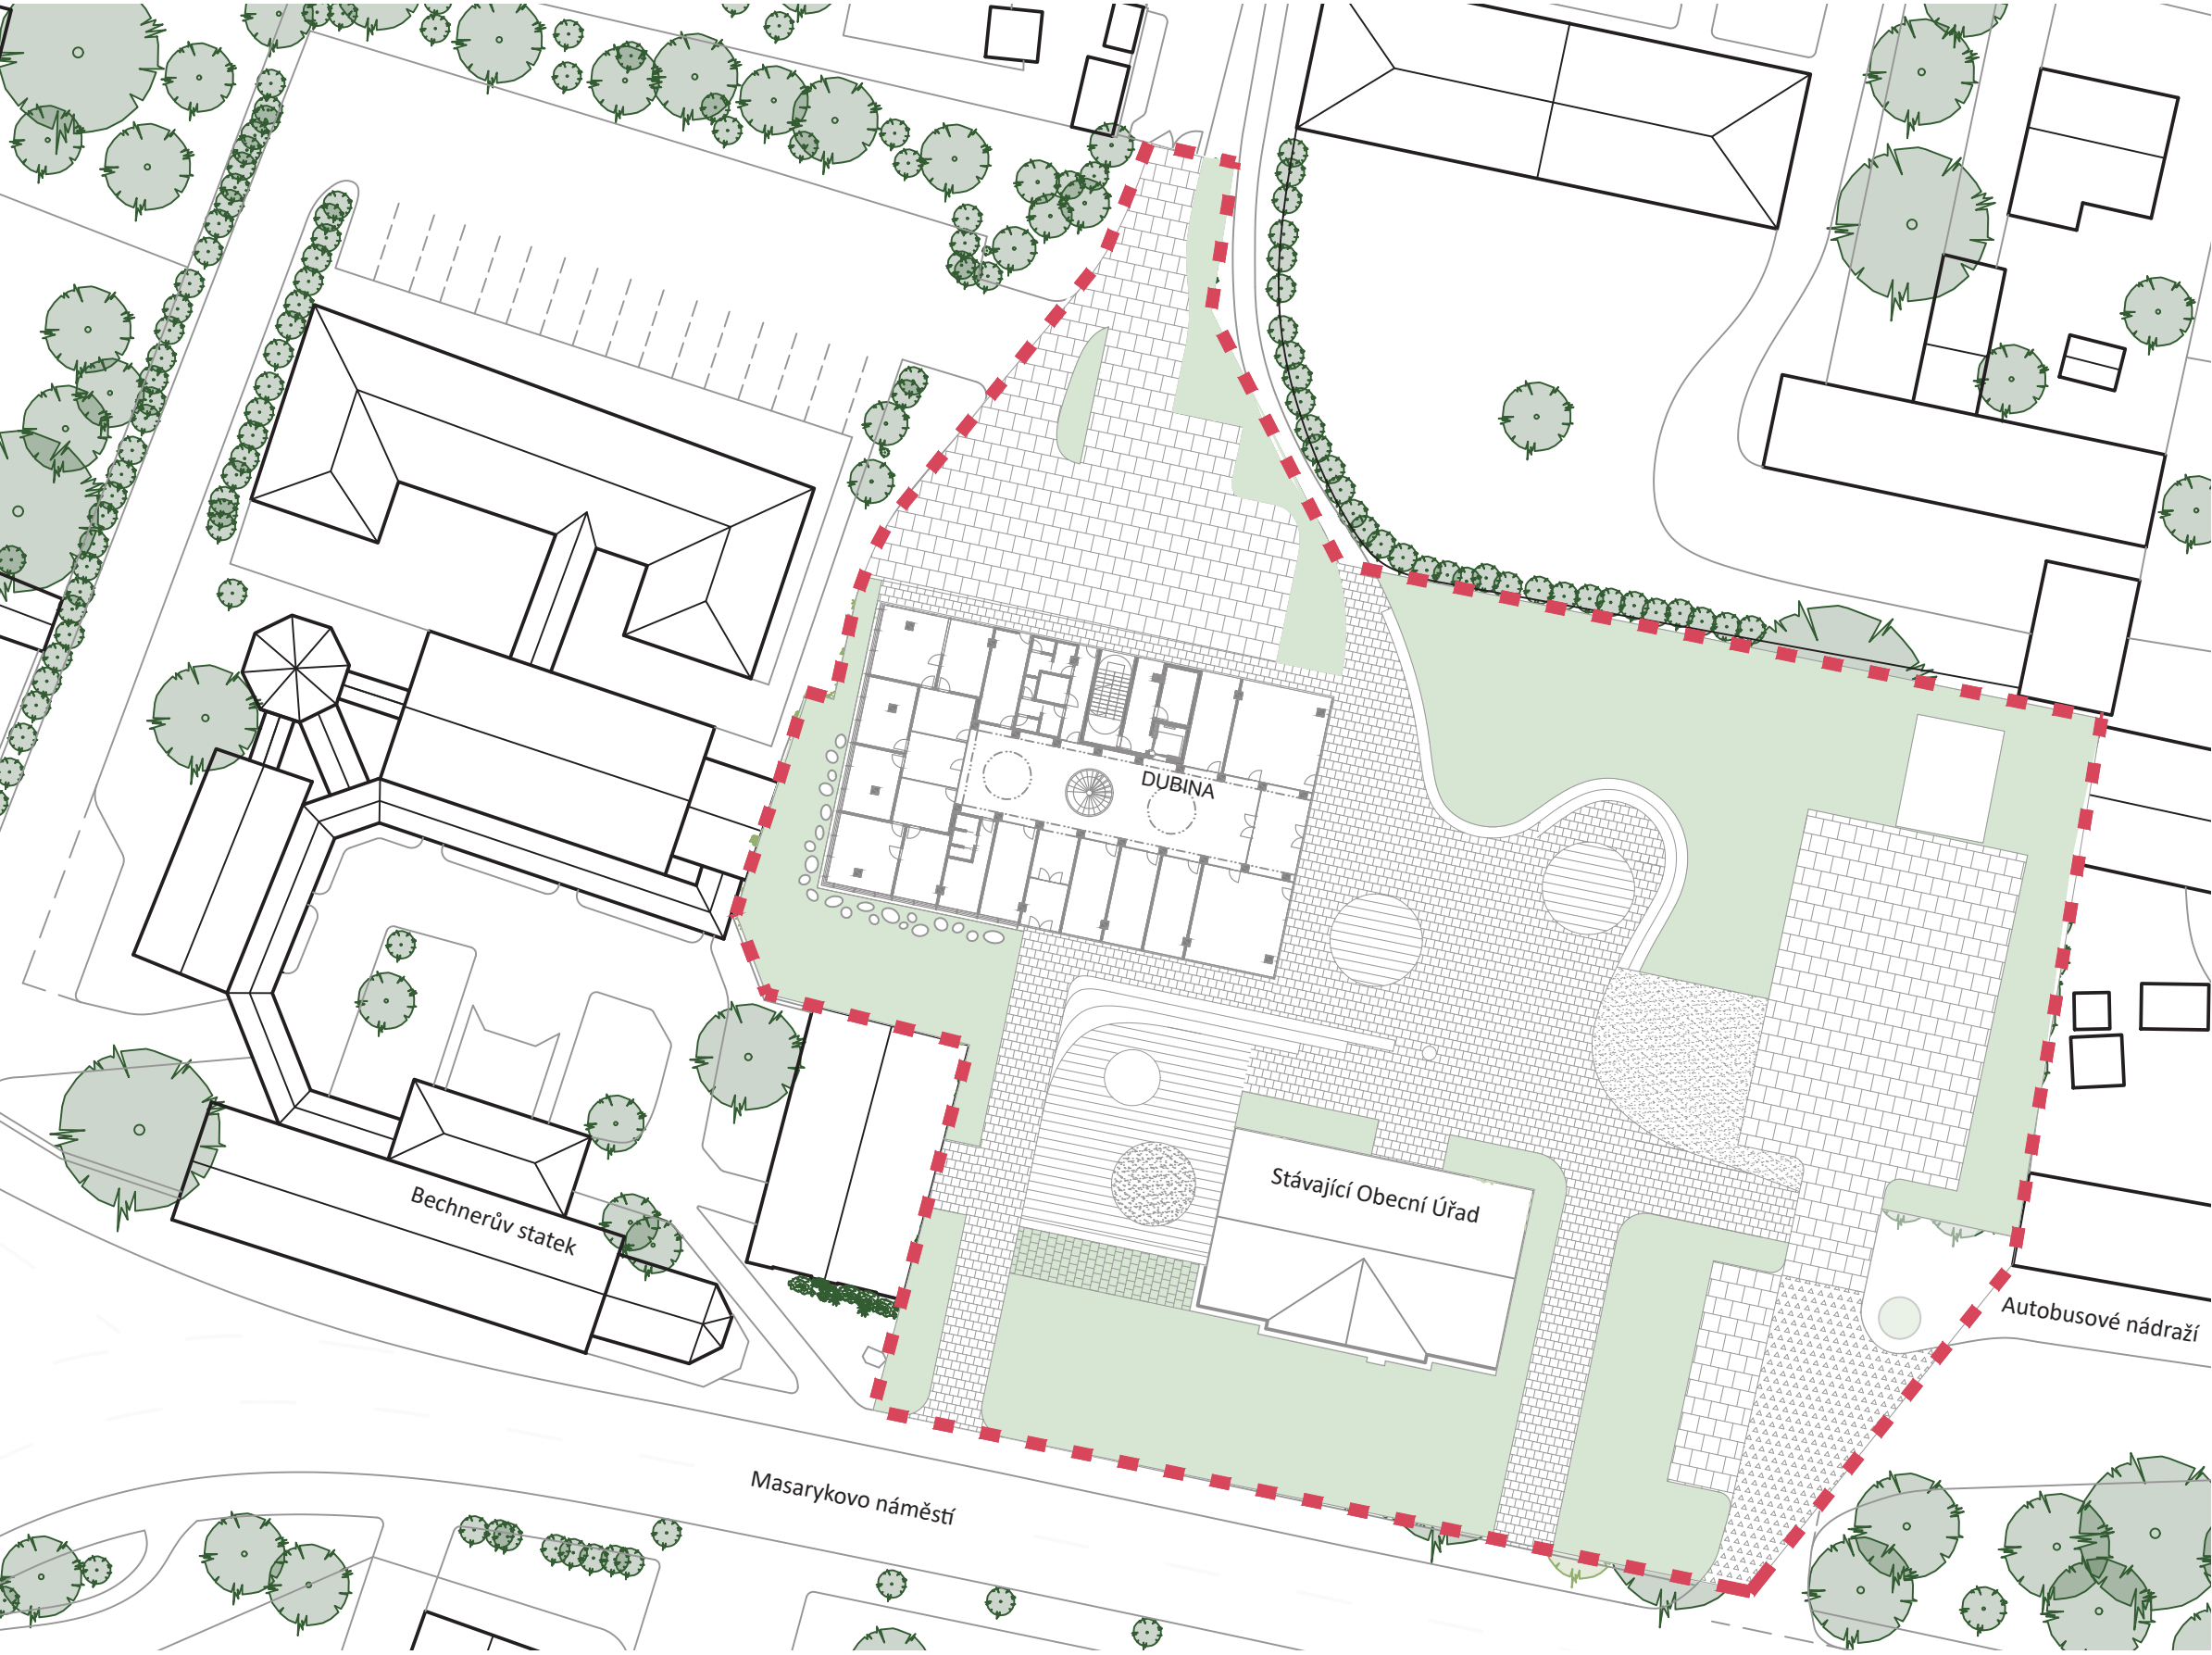 DUBINA
Stávající Obecní Úřad
Bechnerův statek
Autobusové nádraží
Masarykovo náměstí